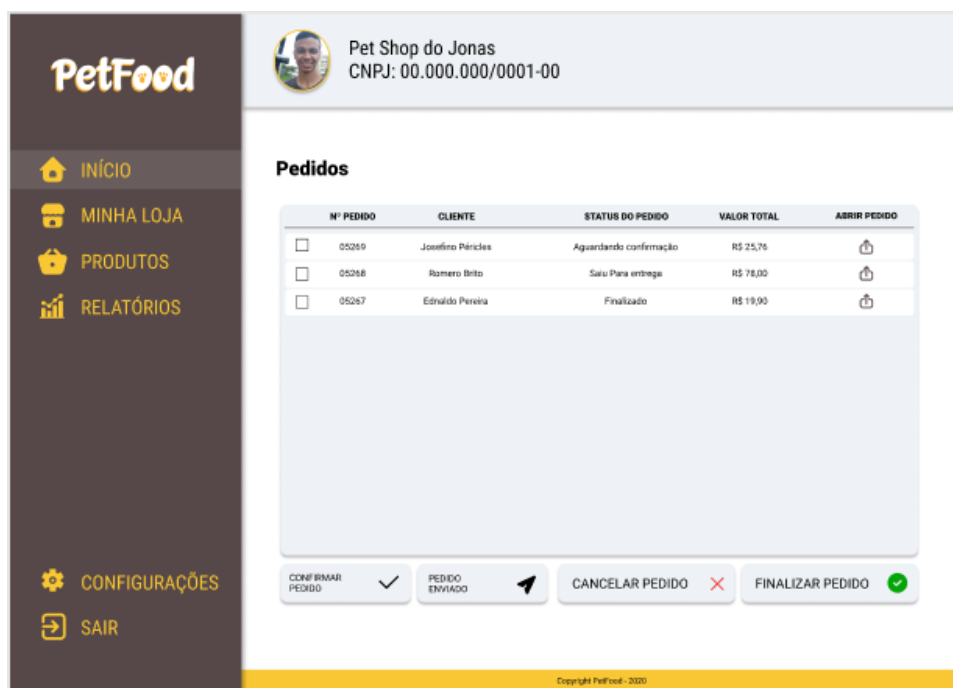 PetFood
Pet Shop do Jonas
CNPJ: 00.000.000/0001-00
INÍCIO
MINHA LOJA
PRODUTOS
RELATÓRIOS
CONFIGURAÇÕES
SAIR
Pedidos
Nº PEDIDO CLIENTE STATUS DO PEDIDO VALOR TOTAL ABRIR PEDIDO
05269 Josefino Péricles Aguardando confirmação R$ 25,76
05268 Romero Brito Saiu Para entrega R$ 78,00
05267 Ednaldo Pereira Finalizado R$ 19,90
CONFIRMAR
PEDIDO
PEDIDO
ENVIADO
CANCELAR PEDIDO
FINALIZAR PEDIDO
Copyright PetFood - 2020